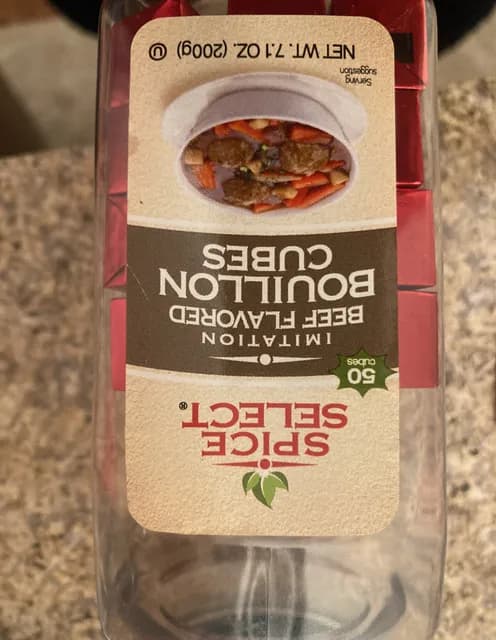 SPICE
SELECT®
50
cubes
IMITATION
BEEF FLAVORED
BOUILLON
CUBES
Serving
suggestion
NET WT. 7.1 OZ. (200g) Ⓤ